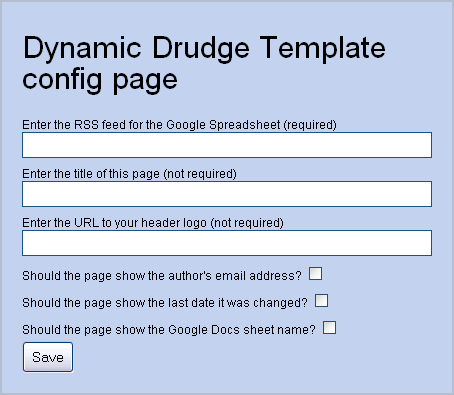 Dynamic Drudge Template
config page
Enter the RSS feed for the Google Spreadsheet (required)
Enter the title of this page (not required)
Enter the URL to your header logo (not required)
Should the page show the author's email address?
Should the page show the last date it was changed?
Should the page show the Google Docs sheet name?
Save